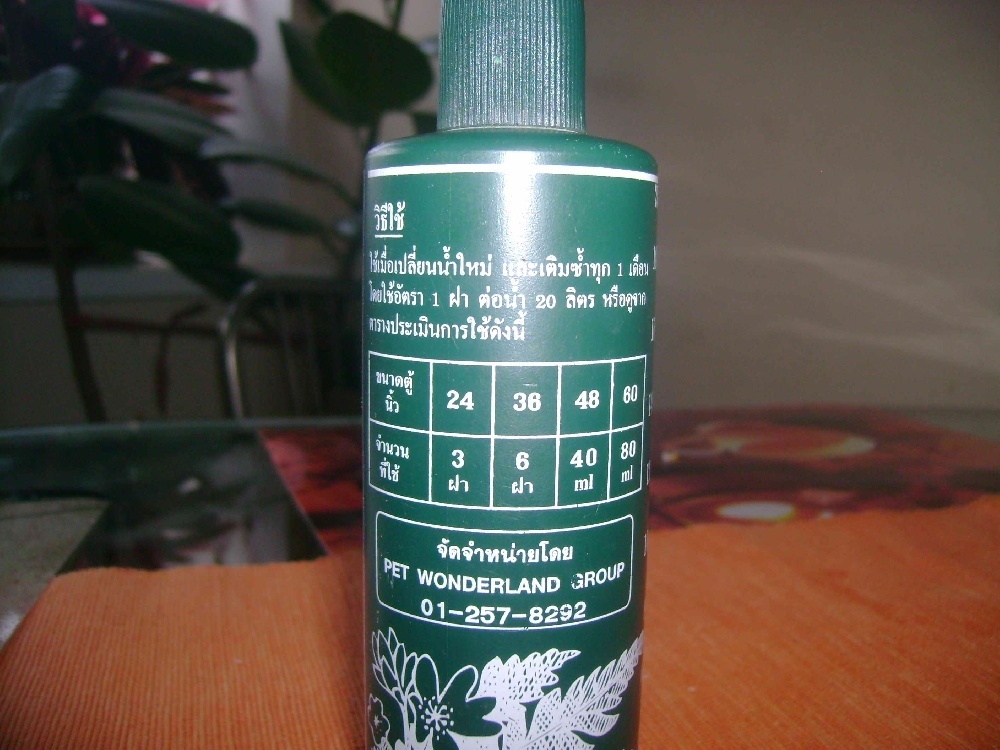 วิธีใช้
ใช้เมื่อเปลี่ยนน้ำใหม่ และเติมซ้ำทุก 1 เดือน
โดยใช้อัตรา 1 ฝา ต่อน้ำ 20 ลิตร หรือดูจาก
ตารางประเมินการใช้ดังนี้
ขนาดตู้ นิ้ว 24 36 48 60
จำนวน ที่ใช้ 3 ฝา 6 ฝา 40 ml 80 ml
จัดจำหน่ายโดย
PET WONDERLAND GROUP
01-257-8292